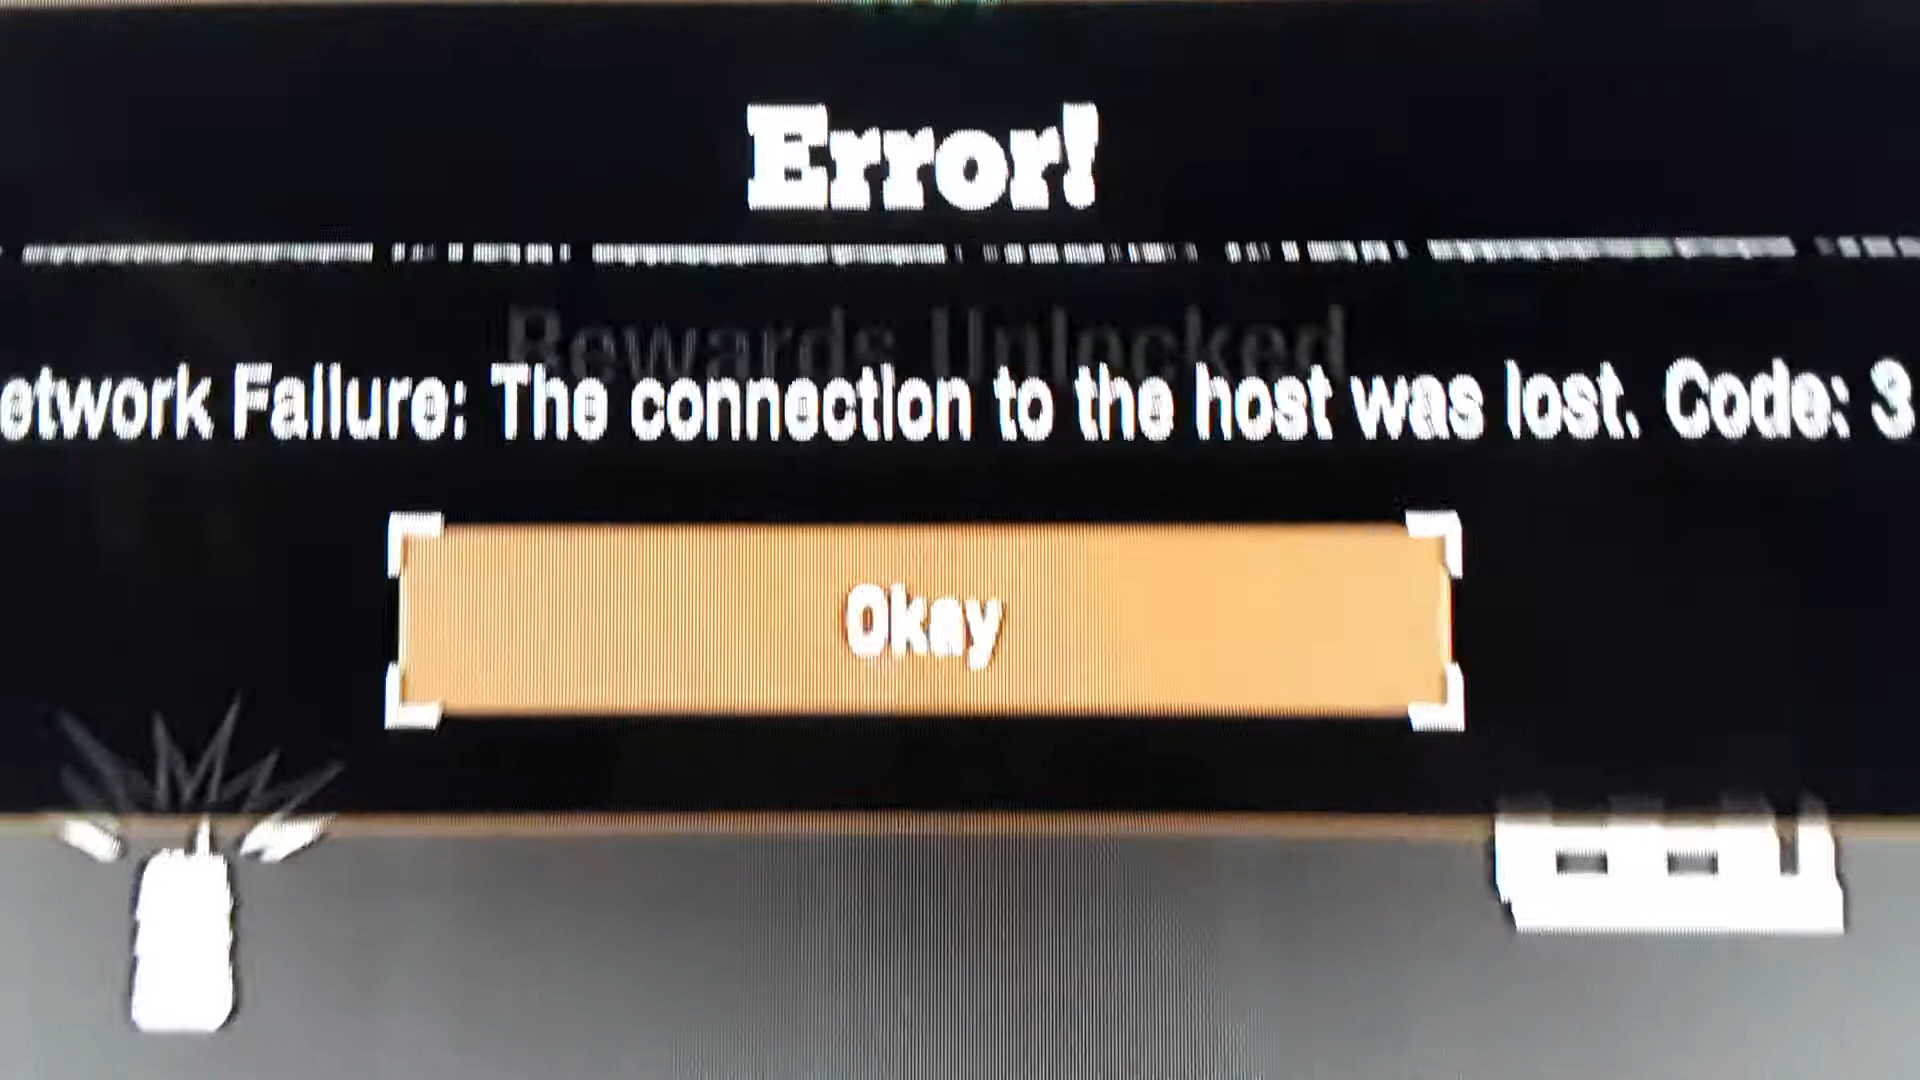 Error!
Rewards Unlocked
etwork Failure: The connection to the host was lost. Code: 3
Okay